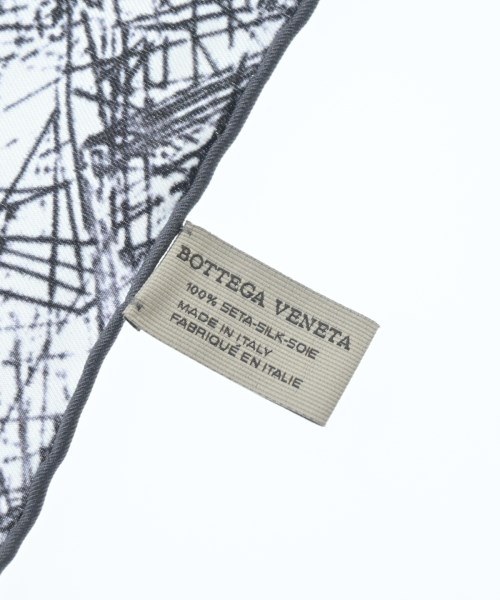 BOTTEGA VENETA
100% SETA-SILK-SOIE
MADE IN ITALY
FABRIQUÉ EN ITALIE